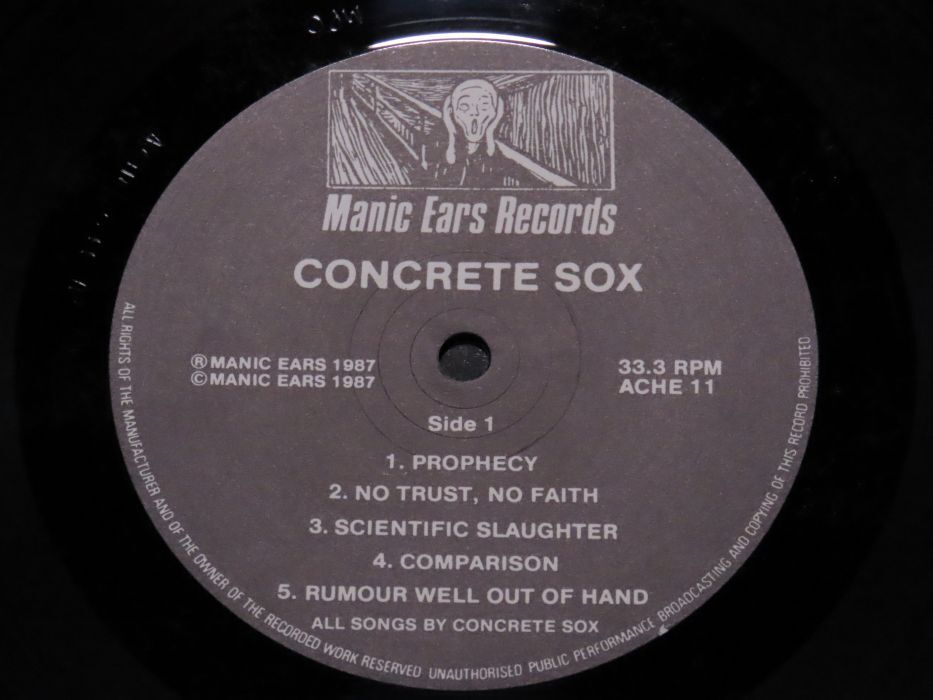 Manic Ears Records
CONCRETE SOX
Ⓡ MANIC EARS 1987
© MANIC EARS 1987
33.3 RPM
ACHE 11
Side 1
1. PROPHECY
2. NO TRUST, NO FAITH
3. SCIENTIFIC SLAUGHTER
4. COMPARISON
5. RUMOUR WELL OUT OF HAND
ALL SONGS BY CONCRETE SOX
ALL RIGHTS OF THE MANUFACTURER AND OF THE OWNER OF THE RECORDED WORK RESERVED UNAUTHORISED PUBLIC PERFORMANCE BROADCASTING AND COPYING OF THIS RECORD PROHIBITED